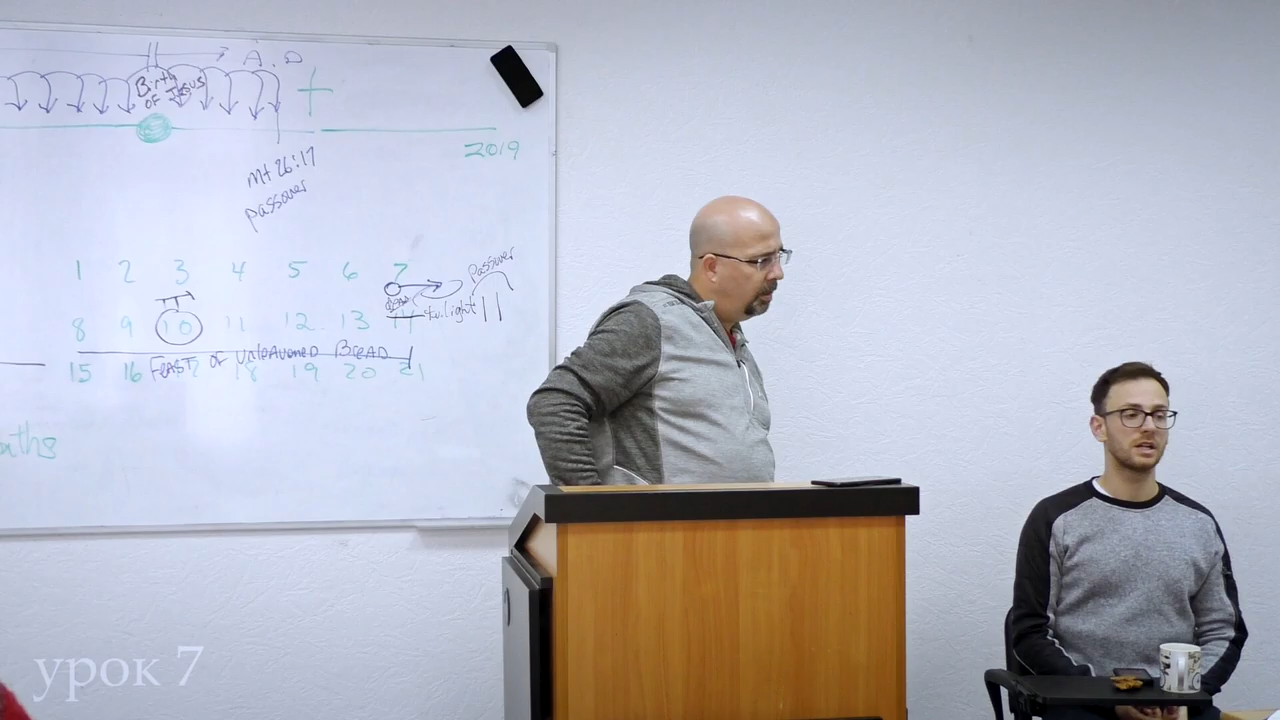 A.D
Birth
OF Jesus
2019
Mt 26:17
passover
1 2 3 4 5 6 7
Passover
twilight
8 9 10 11 12 13 14
FEAST OF UNLEAVENED BREAD
15 16 18 19 20 21
урок 7